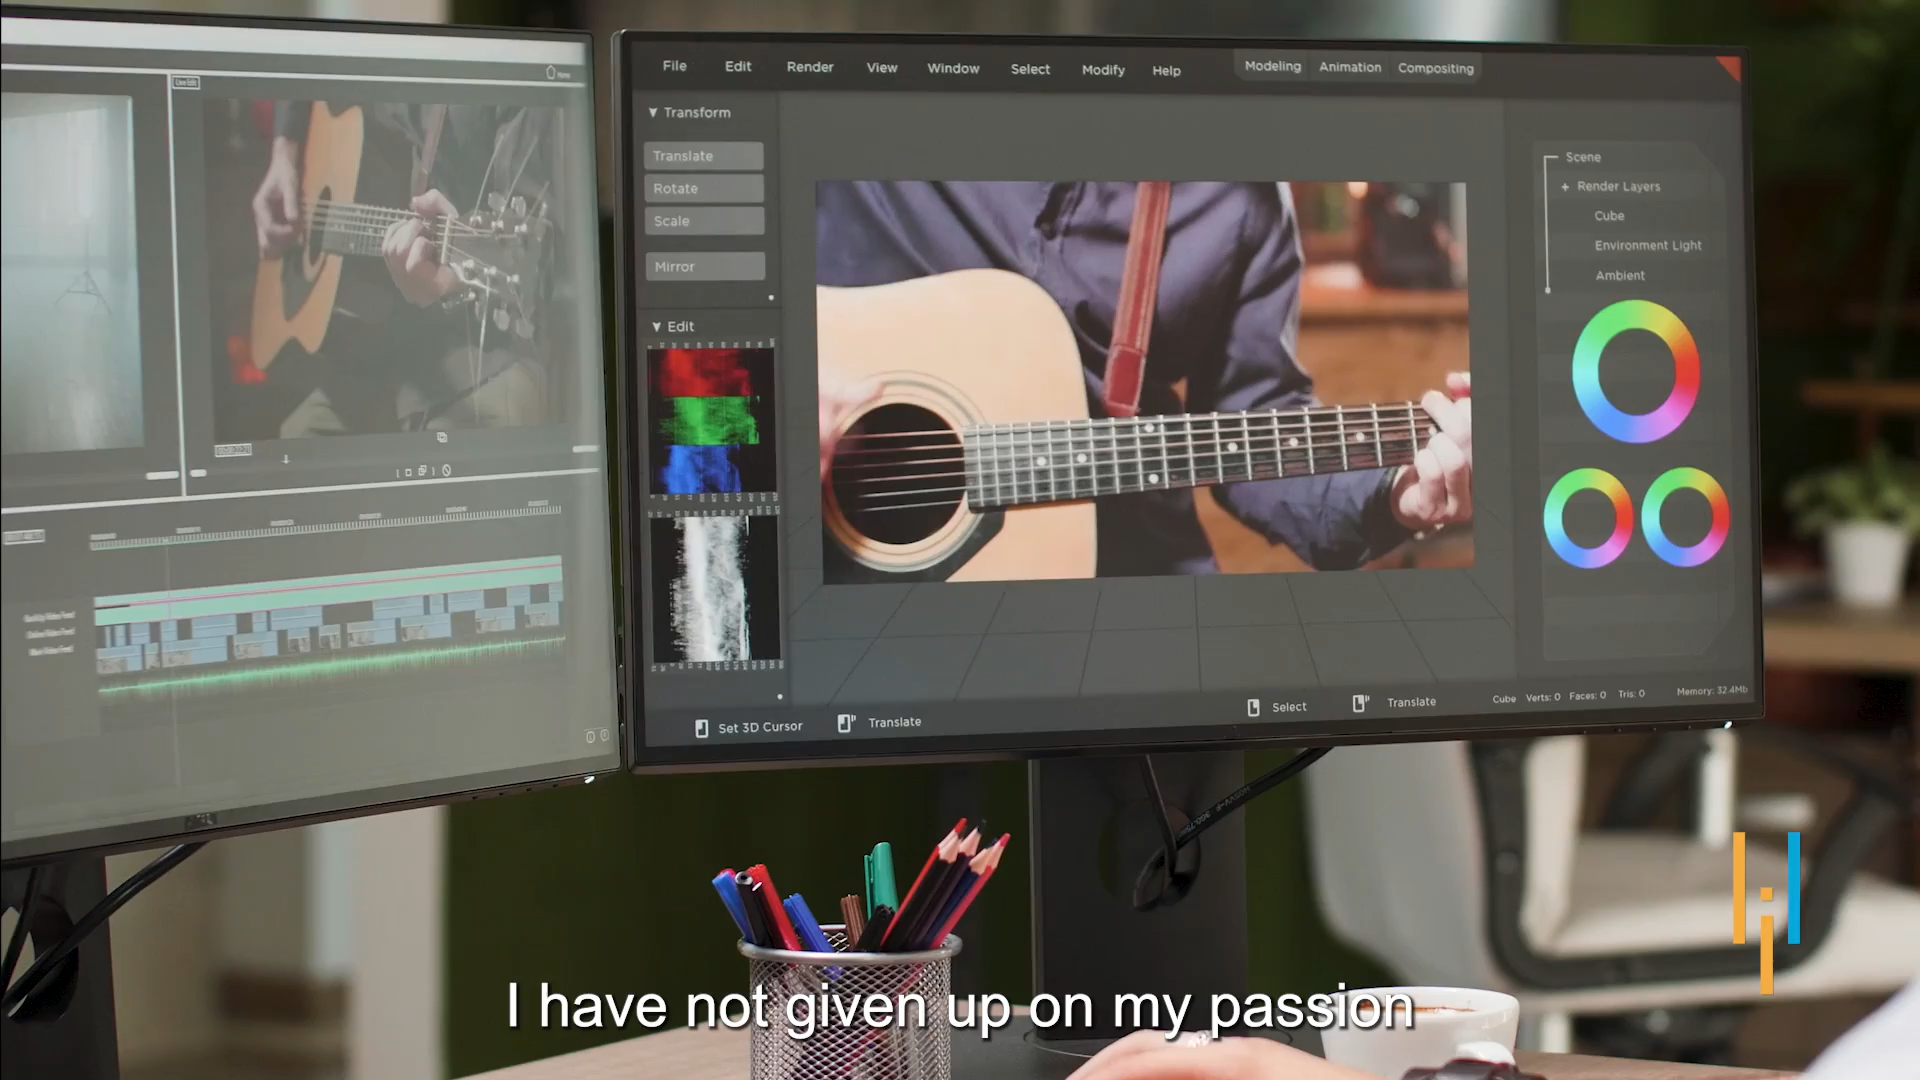 File Edit Render View Window Select Modify Help Modeling Animation Compositing
Transform
Translate
Rotate
Scale
Mirror
Edit
Scene
+ Render Layers
Cube
Environment Light
Ambient
Set 3D Cursor Translate Select Translate Cube Verts: 0 Faces: 0 Tris: 0 Memory: 32.4Mb
I have not given up on my passion